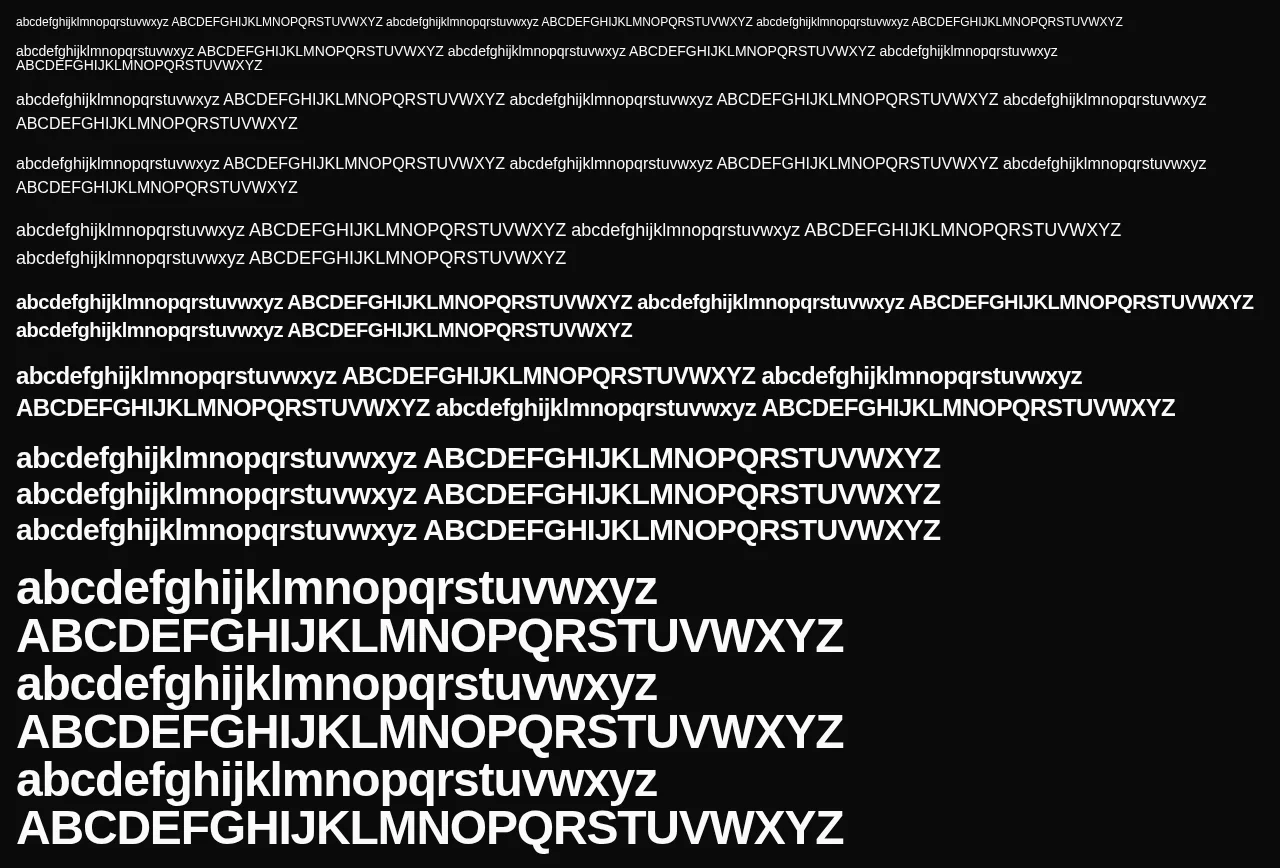 abcdefghijklmnopqrstuvwxyz ABCDEFGHIJKLMNOPQRSTUVWXYZ abcdefghijklmnopqrstuvwxyz ABCDEFGHIJKLMNOPQRSTUVWXYZ abcdefghijklmnopqrstuvwxyz ABCDEFGHIJKLMNOPQRSTUVWXYZ
abcdefghijklmnopqrstuvwxyz ABCDEFGHIJKLMNOPQRSTUVWXYZ abcdefghijklmnopqrstuvwxyz ABCDEFGHIJKLMNOPQRSTUVWXYZ abcdefghijklmnopqrstuvwxyz
ABCDEFGHIJKLMNOPQRSTUVWXYZ
abcdefghijklmnopqrstuvwxyz ABCDEFGHIJKLMNOPQRSTUVWXYZ abcdefghijklmnopqrstuvwxyz ABCDEFGHIJKLMNOPQRSTUVWXYZ abcdefghijklmnopqrstuvwxyz
ABCDEFGHIJKLMNOPQRSTUVWXYZ
abcdefghijklmnopqrstuvwxyz ABCDEFGHIJKLMNOPQRSTUVWXYZ abcdefghijklmnopqrstuvwxyz ABCDEFGHIJKLMNOPQRSTUVWXYZ abcdefghijklmnopqrstuvwxyz
ABCDEFGHIJKLMNOPQRSTUVWXYZ
abcdefghijklmnopqrstuvwxyz ABCDEFGHIJKLMNOPQRSTUVWXYZ abcdefghijklmnopqrstuvwxyz ABCDEFGHIJKLMNOPQRSTUVWXYZ
abcdefghijklmnopqrstuvwxyz ABCDEFGHIJKLMNOPQRSTUVWXYZ
abcdefghijklmnopqrstuvwxyz ABCDEFGHIJKLMNOPQRSTUVWXYZ abcdefghijklmnopqrstuvwxyz ABCDEFGHIJKLMNOPQRSTUVWXYZ
abcdefghijklmnopqrstuvwxyz ABCDEFGHIJKLMNOPQRSTUVWXYZ
abcdefghijklmnopqrstuvwxyz ABCDEFGHIJKLMNOPQRSTUVWXYZ abcdefghijklmnopqrstuvwxyz
ABCDEFGHIJKLMNOPQRSTUVWXYZ abcdefghijklmnopqrstuvwxyz ABCDEFGHIJKLMNOPQRSTUVWXYZ
abcdefghijklmnopqrstuvwxyz ABCDEFGHIJKLMNOPQRSTUVWXYZ
abcdefghijklmnopqrstuvwxyz ABCDEFGHIJKLMNOPQRSTUVWXYZ
abcdefghijklmnopqrstuvwxyz ABCDEFGHIJKLMNOPQRSTUVWXYZ
abcdefghijklmnopqrstuvwxyz
ABCDEFGHIJKLMNOPQRSTUVWXYZ
abcdefghijklmnopqrstuvwxyz
ABCDEFGHIJKLMNOPQRSTUVWXYZ
abcdefghijklmnopqrstuvwxyz
ABCDEFGHIJKLMNOPQRSTUVWXYZ